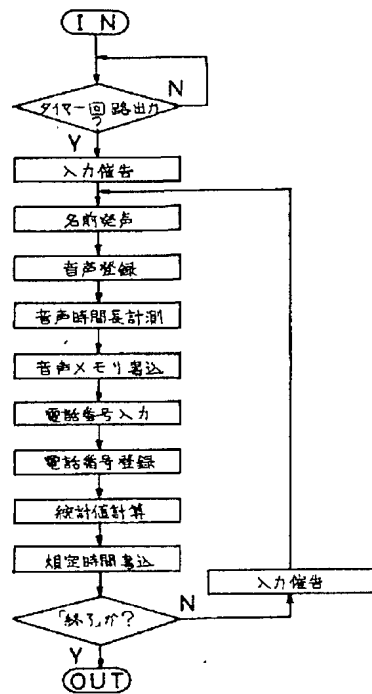 IN
N
タイマー回路出力
?
Y
入力催告
名前発声
音声登録
音声時間長計測
音声メモリ書込
電話番号入力
電話番号登録
統計値計算
規定時間書込
入力催告
「終了」か?
N
Y
OUT